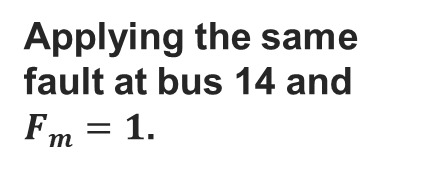 Applying the same
fault at bus 14 and
$F_m = 1.$